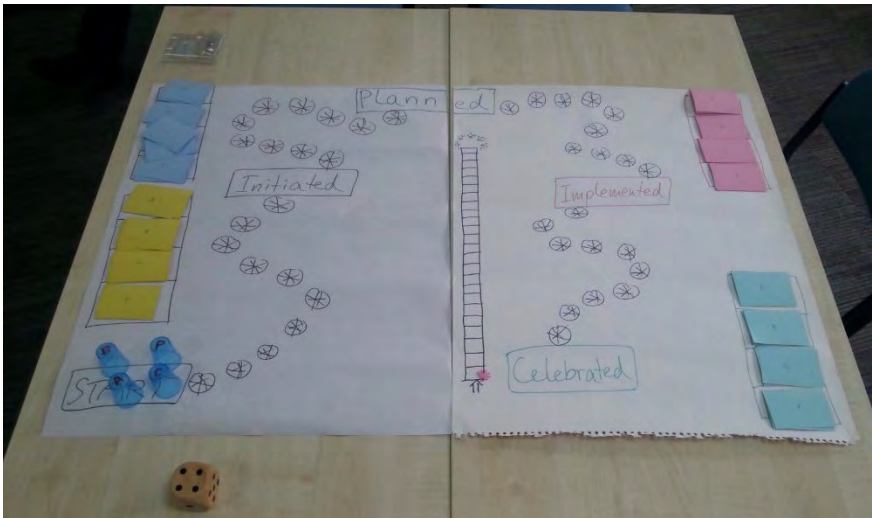 Planned
Initiated
Implemented
START
Celebrated